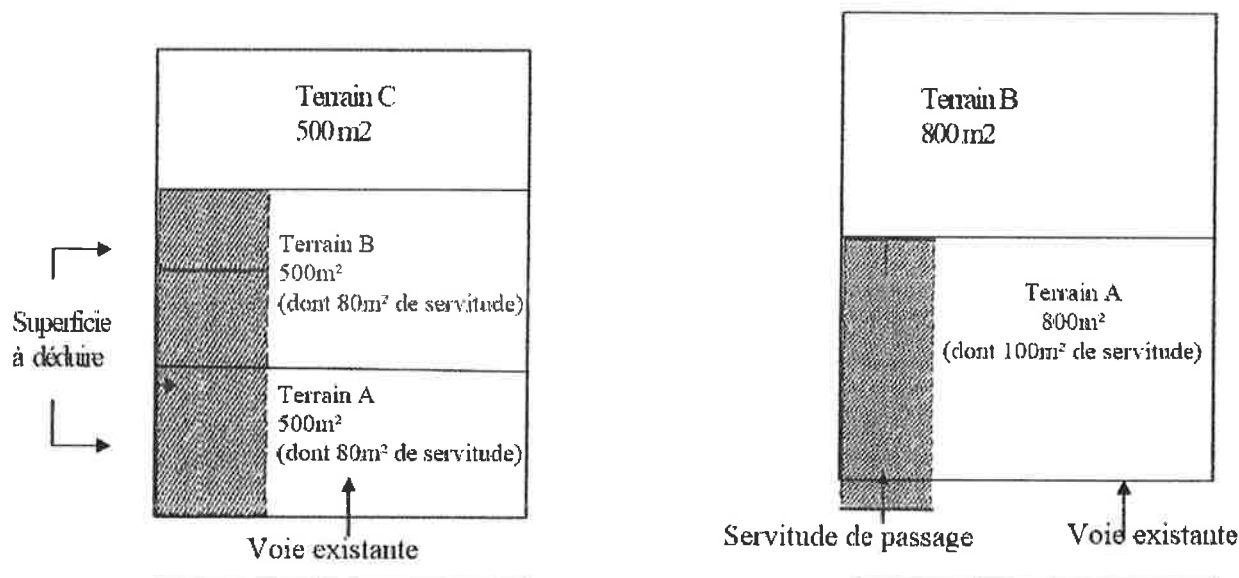 Terrain C
500 m2
Terrain B
500m²
(dont 80m² de servitude)
Superficie
à déduire
Terrain A
500m²
(dont 80m² de servitude)
Voie existante
Terrain B
800 m2
Terrain A
800m²
(dont 100m² de servitude)
Servitude de passage
Voie existante